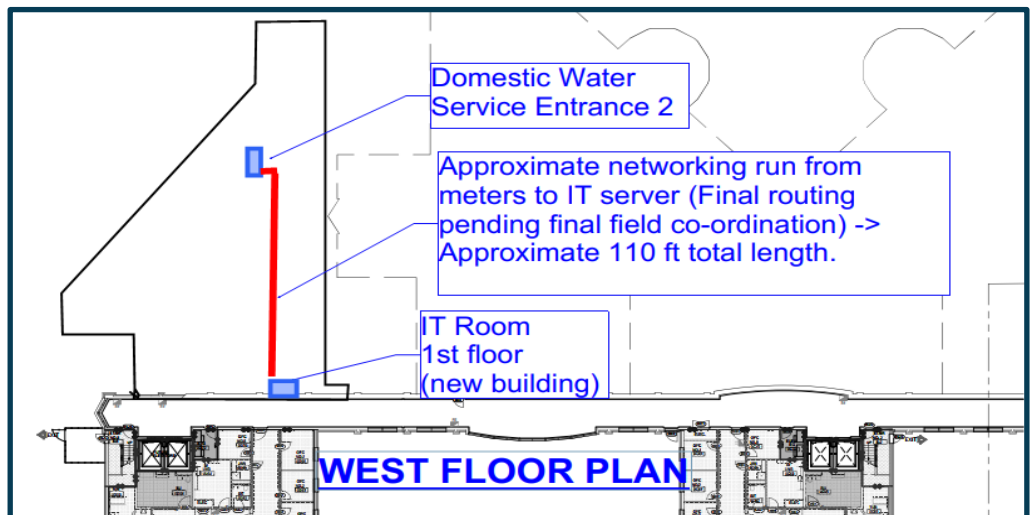 Domestic Water
Service Entrance 2
Approximate networking run from
meters to IT server (Final routing
pending final field co-ordination) ->
Approximate 110 ft total length.
IT Room
1st floor
(new building)
WEST FLOOR PLAN